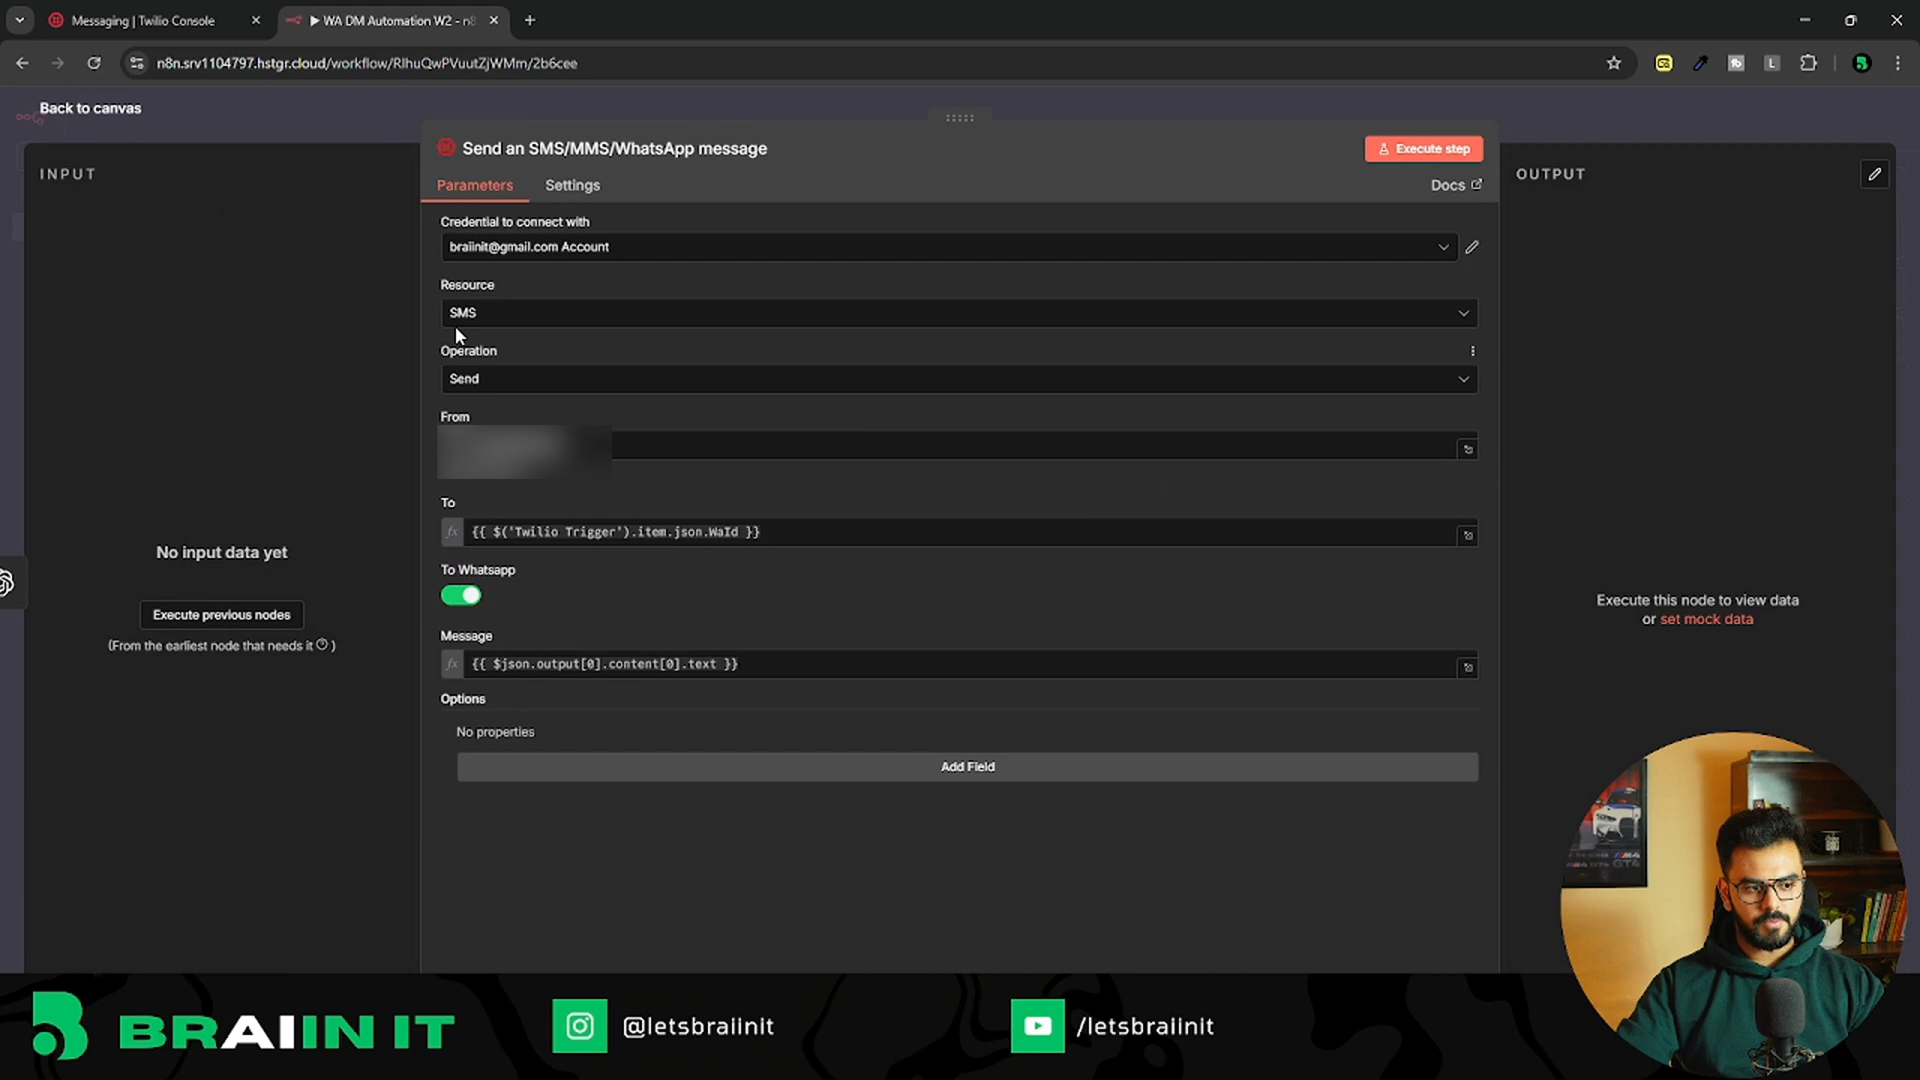 Messaging | Twilio Console
WA DM Automation W2 - n8
n8n.srv1104797.hstgr.cloud/workflow/RlhuQwPVuutZjWMm/2b6cee
Back to canvas
INPUT
Send an SMS/MMS/WhatsApp message
Execute step
OUTPUT
Parameters
Settings
Docs
Credential to connect with
braiinit@gmail.com Account
Resource
SMS
Operation
Send
From
To
fx {{ $('Twilio Trigger').item.json.WaId }}
To Whatsapp
No input data yet
Execute previous nodes
(From the earliest node that needs it ? )
Execute this node to view data
or set mock data
Message
fx {{ $json.output[0].content[0].text }}
Options
No properties
Add Field
BRAIIN IT
@letsbraiinit
/letsbraiinit